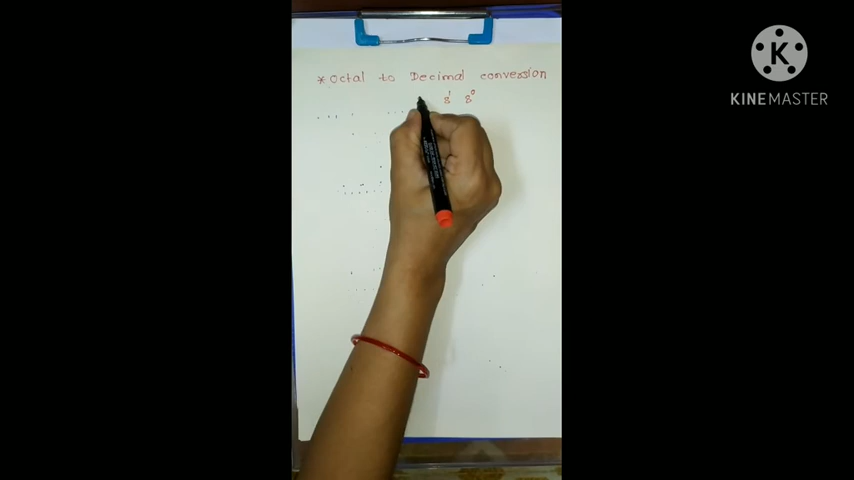 * Octal to Decimal conversion
8¹ 8⁰
K
KINEMASTER